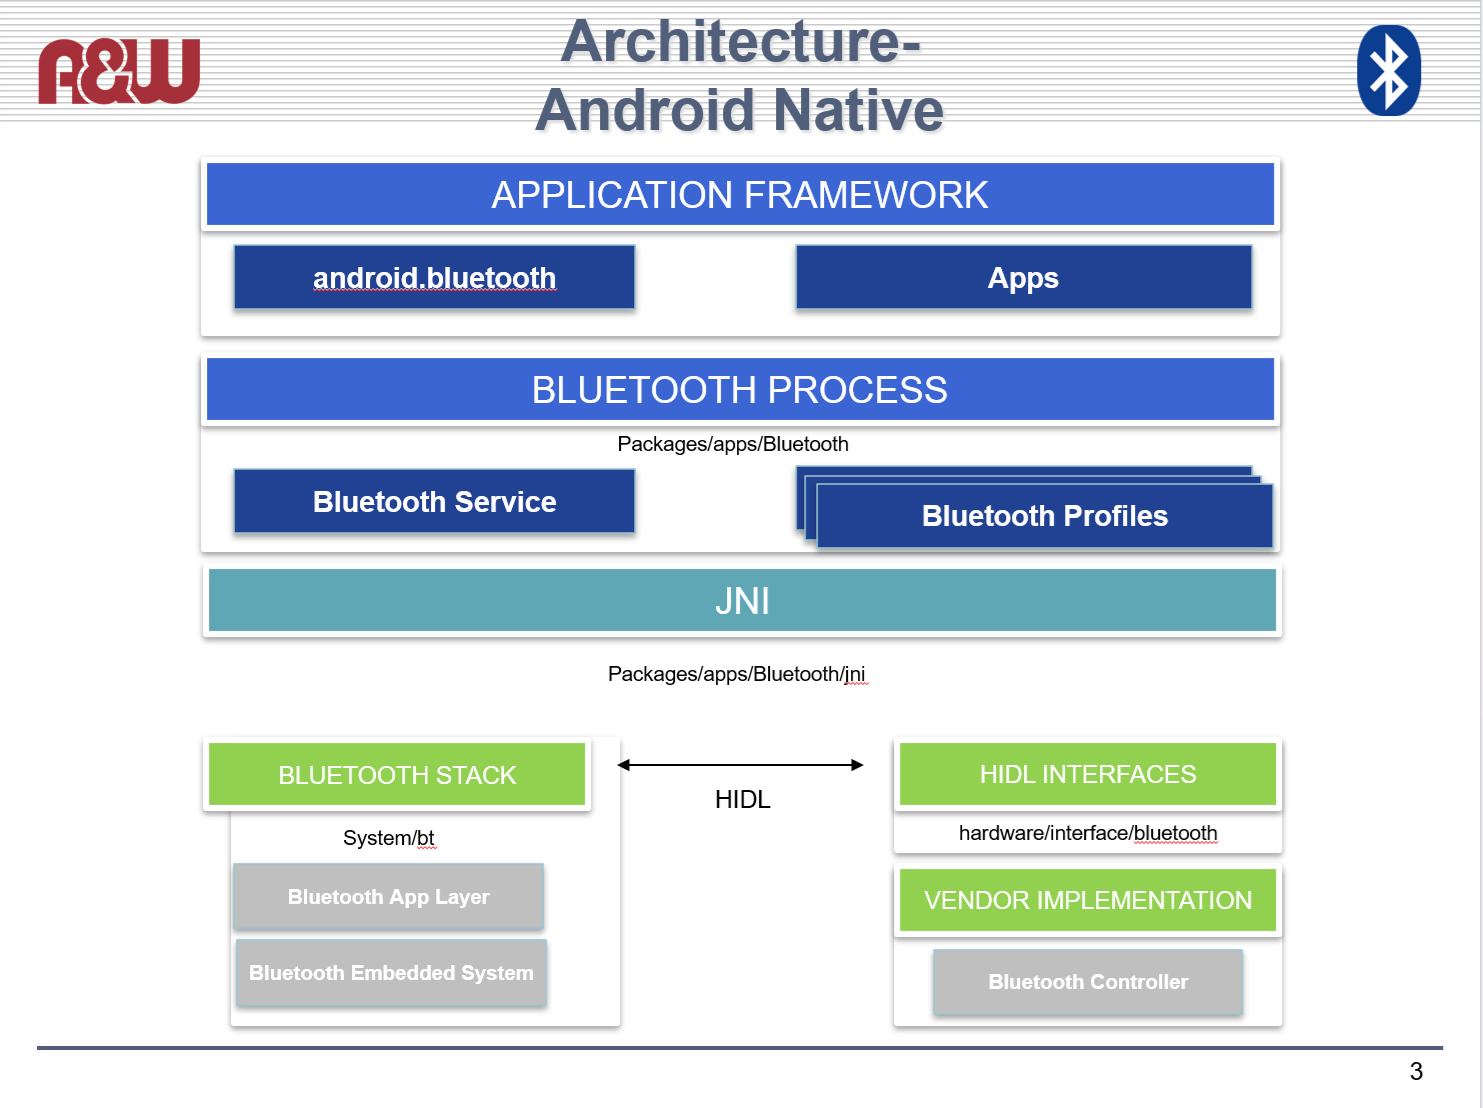 A&W
Architecture-
Android Native
APPLICATION FRAMEWORK
android.bluetooth
Apps
BLUETOOTH PROCESS
Packages/apps/Bluetooth
Bluetooth Service
Bluetooth Profiles
JNI
Packages/apps/Bluetooth/jni
BLUETOOTH STACK
HIDL
HIDL INTERFACES
System/bt
hardware/interface/bluetooth
Bluetooth App Layer
VENDOR IMPLEMENTATION
Bluetooth Embedded System
Bluetooth Controller
3